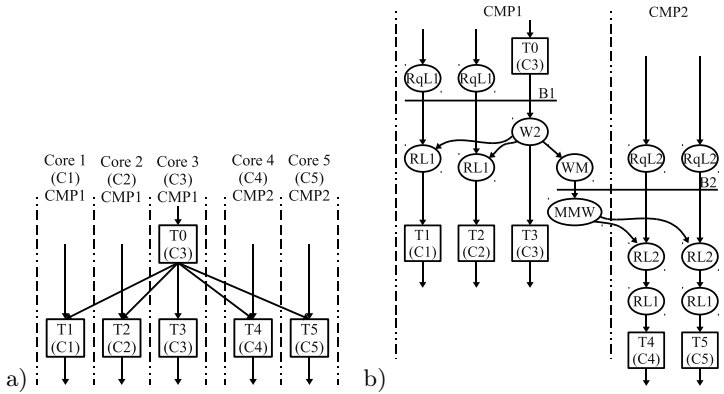 Core 1 Core 2 Core 3 Core 4 Core 5
(C1) (C2) (C3) (C4) (C5)
CMP1 CMP1 CMP1 CMP2 CMP2
T0
(C3)
T1 T2 T3 T4 T5
(C1) (C2) (C3) (C4) (C5)
a)
CMP1 CMP2
T0
(C3)
RqL1 RqL1
B1
W2
RL1 RL1 WM RqL2 RqL2
B2
MMW
T1 T2 T3
(C1) (C2) (C3)
RL2 RL2
RL1 RL1
T4 T5
(C4) (C5)
b)